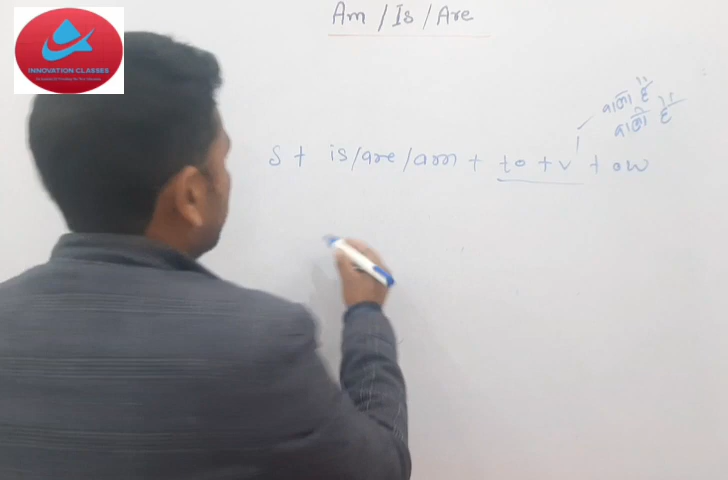 Am / Is / Are
INNOVATION CLASSES
वाला है
वाली है
S + is/are/am + to + v¹ + ow